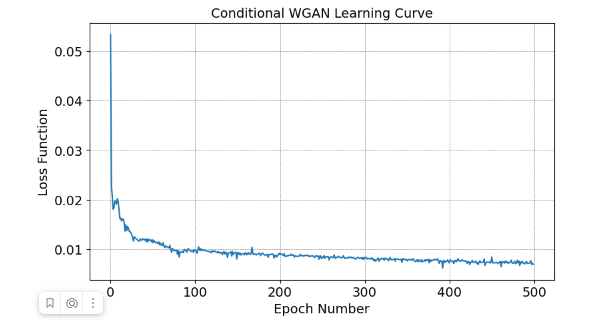 Conditional WGAN Learning Curve
Loss Function
0.05
0.04
0.03
0.02
0.01
0 100 200 300 400 500
Epoch Number